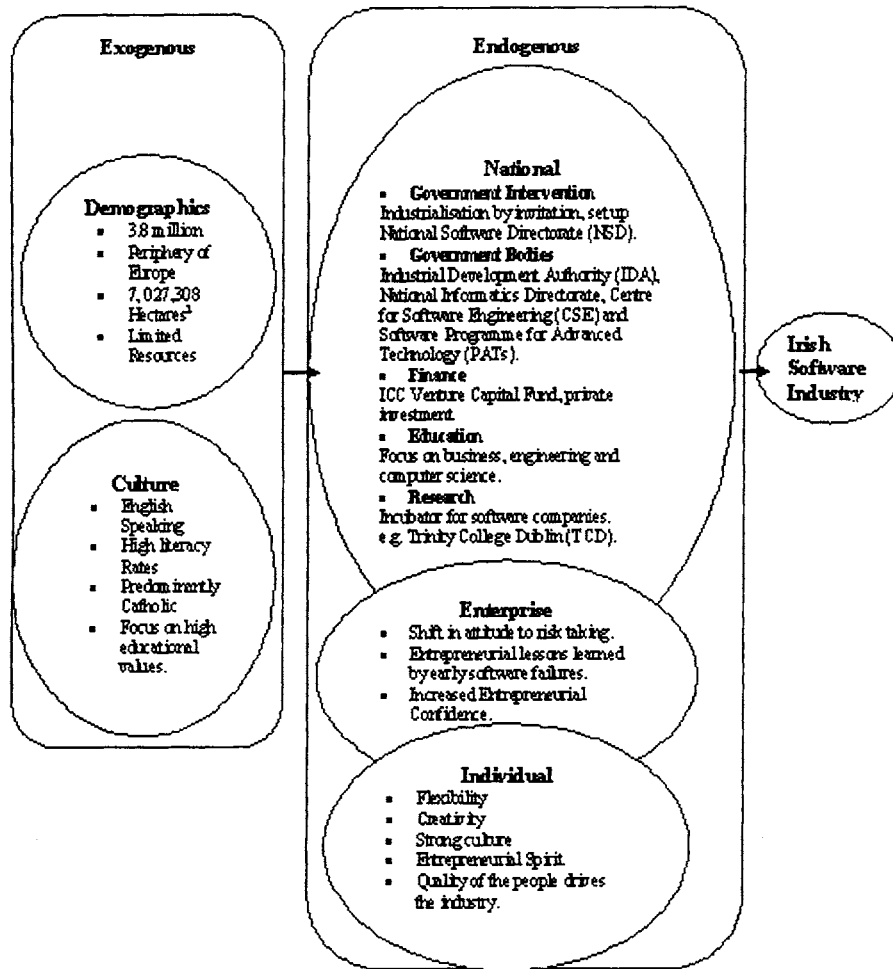 Exogenous
Demographics
▪ 3.8 million
▪ Periphery of
Europe
▪ 7,027,308
Hectares²
▪ Limited
Resources
Culture
▪ English
Speaking
▪ High literacy
Rates
▪ Predominantly
Catholic
▪ Focus on high
educational
values.
Endogenous
National
▪ Government Intervention
Industrialisation by invitation, set up
National Software Directorate (NSD).
▪ Government Bodies
Industrial Development Authority (IDA),
National Informatics Directorate, Centre
for Software Engineering (CSE) and
Software Programme for Advanced
Technology (PATs).
▪ Finance
ICC Venture Capital Fund, private
investment.
▪ Education
Focus on business, engineering and
computer science.
▪ Research
Incubator for software companies.
e.g. Trinity College Dublin (TCD).
Enterprise
▪ Shift in attitude to risk taking.
▪ Entrepreneurial lessons learned
by early software failures.
▪ Increased Entrepreneurial
Confidence.
Individual
▪ Flexibility
▪ Creativity
▪ Strong culture
▪ Entrepreneurial Spirit
▪ Quality of the people drives
the industry.
Irish
Software
Industry